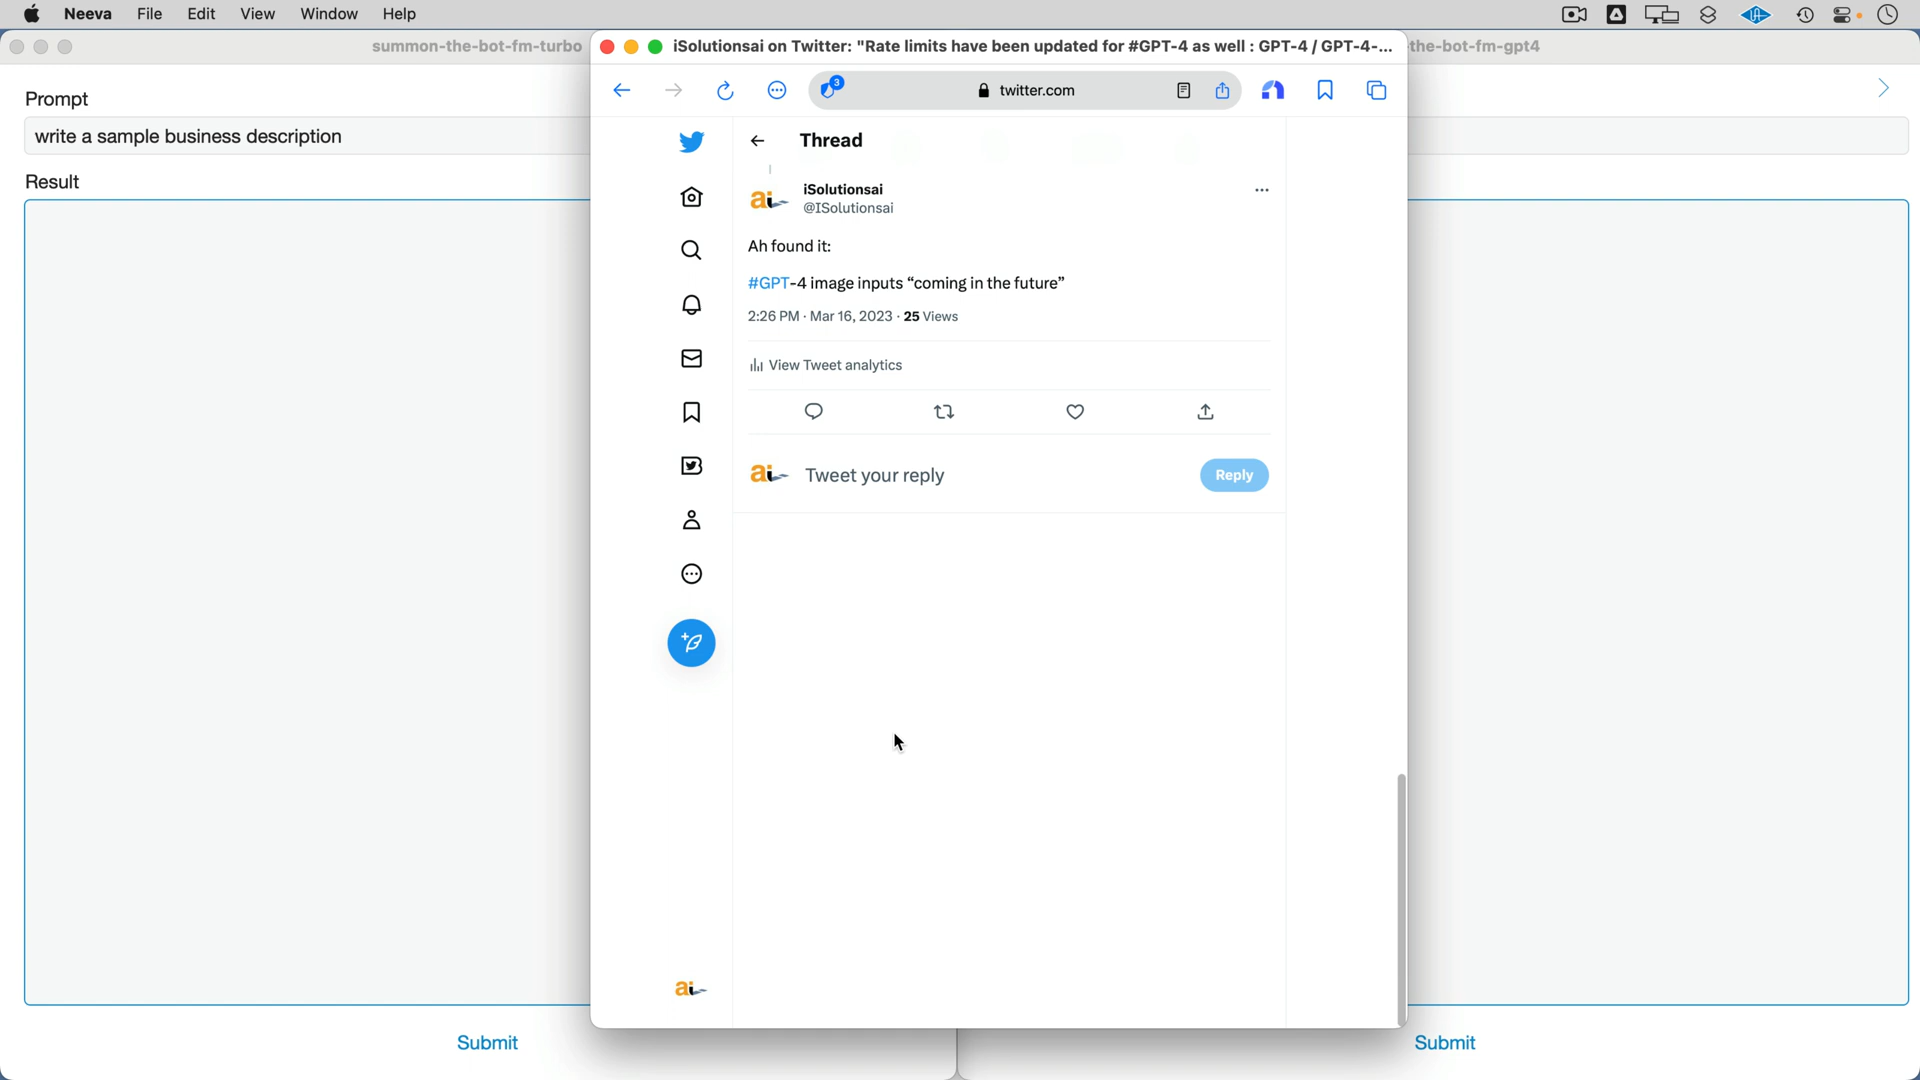 Neeva File Edit View Window Help
summon-the-bot-fm-turbo
iSolutionsai on Twitter: "Rate limits have been updated for #GPT-4 as well : GPT-4 / GPT-4-...
-the-bot-fm-gpt4
3
twitter.com
Prompt
write a sample business description
Result
Thread
iSolutionsai
@ISolutionsai
Ah found it:
#GPT-4 image inputs “coming in the future”
2:26 PM · Mar 16, 2023 · 25 Views
View Tweet analytics
ai Tweet your reply
Reply
ai
Submit
Submit